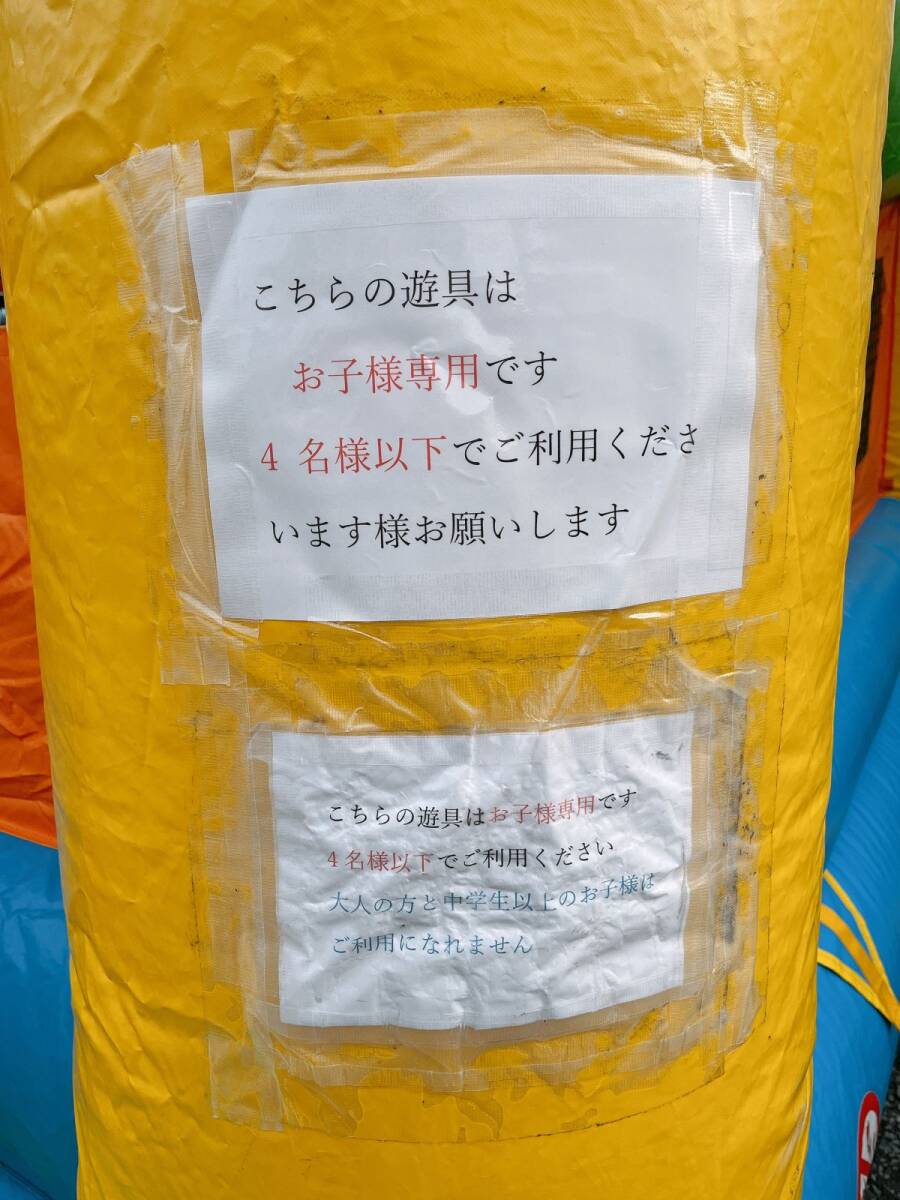 こちらの遊具は
お子様専用です
4 名様以下でご利用くださ
います様お願いします
こちらの遊具はお子様専用です
4名様以下でご利用ください
大人の方と中学生以上のお子様は
ご利用になれません